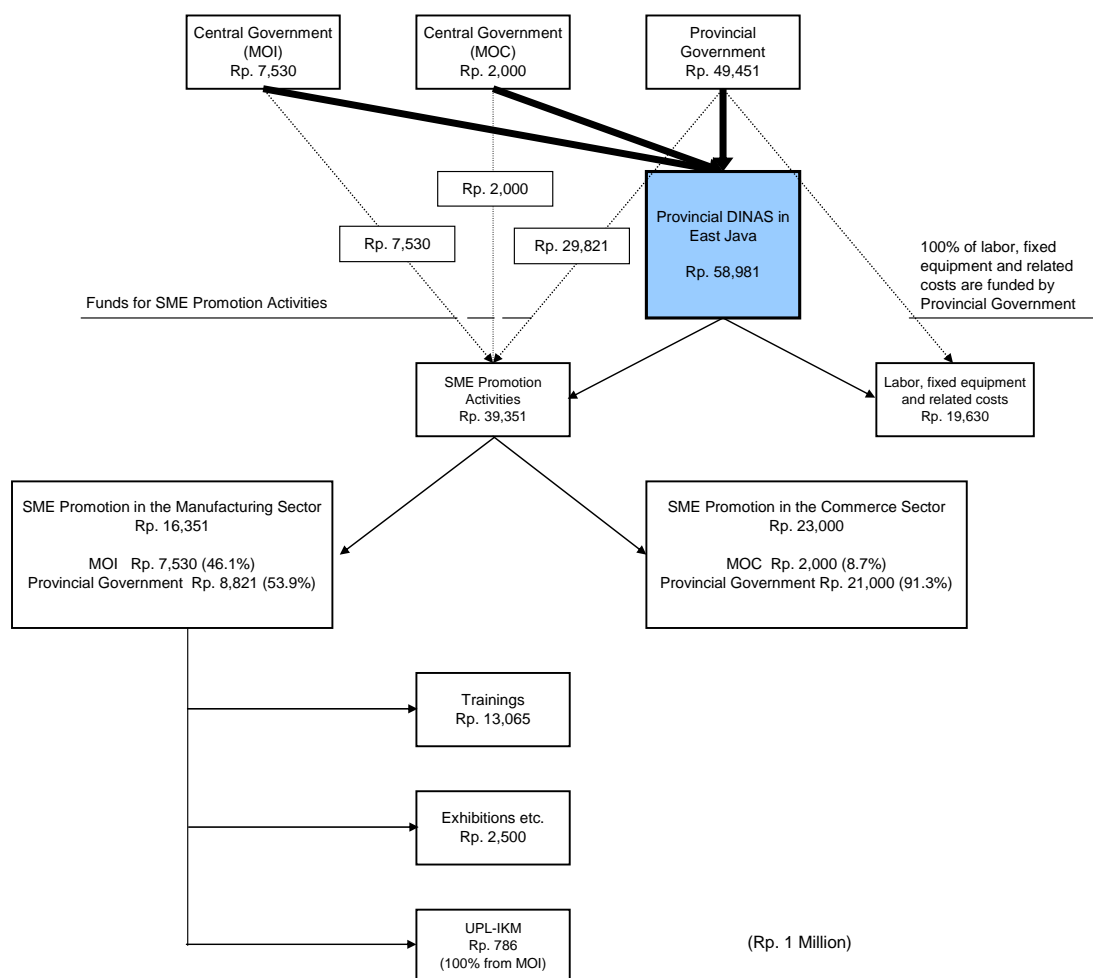 Central Government
(MOI)
Rp. 7,530
Central Government
(MOC)
Rp. 2,000
Provincial
Government
Rp. 49,451
Rp. 2,000
Rp. 7,530
Rp. 29,821
Provincial DINAS in
East Java
Rp. 58,981
100% of labor, fixed
equipment and related
costs are funded by
Provincial Government
Funds for SME Promotion Activities
SME Promotion
Activities
Rp. 39,351
Labor, fixed equipment
and related costs
Rp. 19,630
SME Promotion in the Manufacturing Sector
Rp. 16,351
MOI Rp. 7,530 (46.1%)
Provincial Government Rp. 8,821 (53.9%)
SME Promotion in the Commerce Sector
Rp. 23,000
MOC Rp. 2,000 (8.7%)
Provincial Government Rp. 21,000 (91.3%)
Trainings
Rp. 13,065
Exhibitions etc.
Rp. 2,500
UPL-IKM
Rp. 786
(100% from MOI)
(Rp. 1 Million)